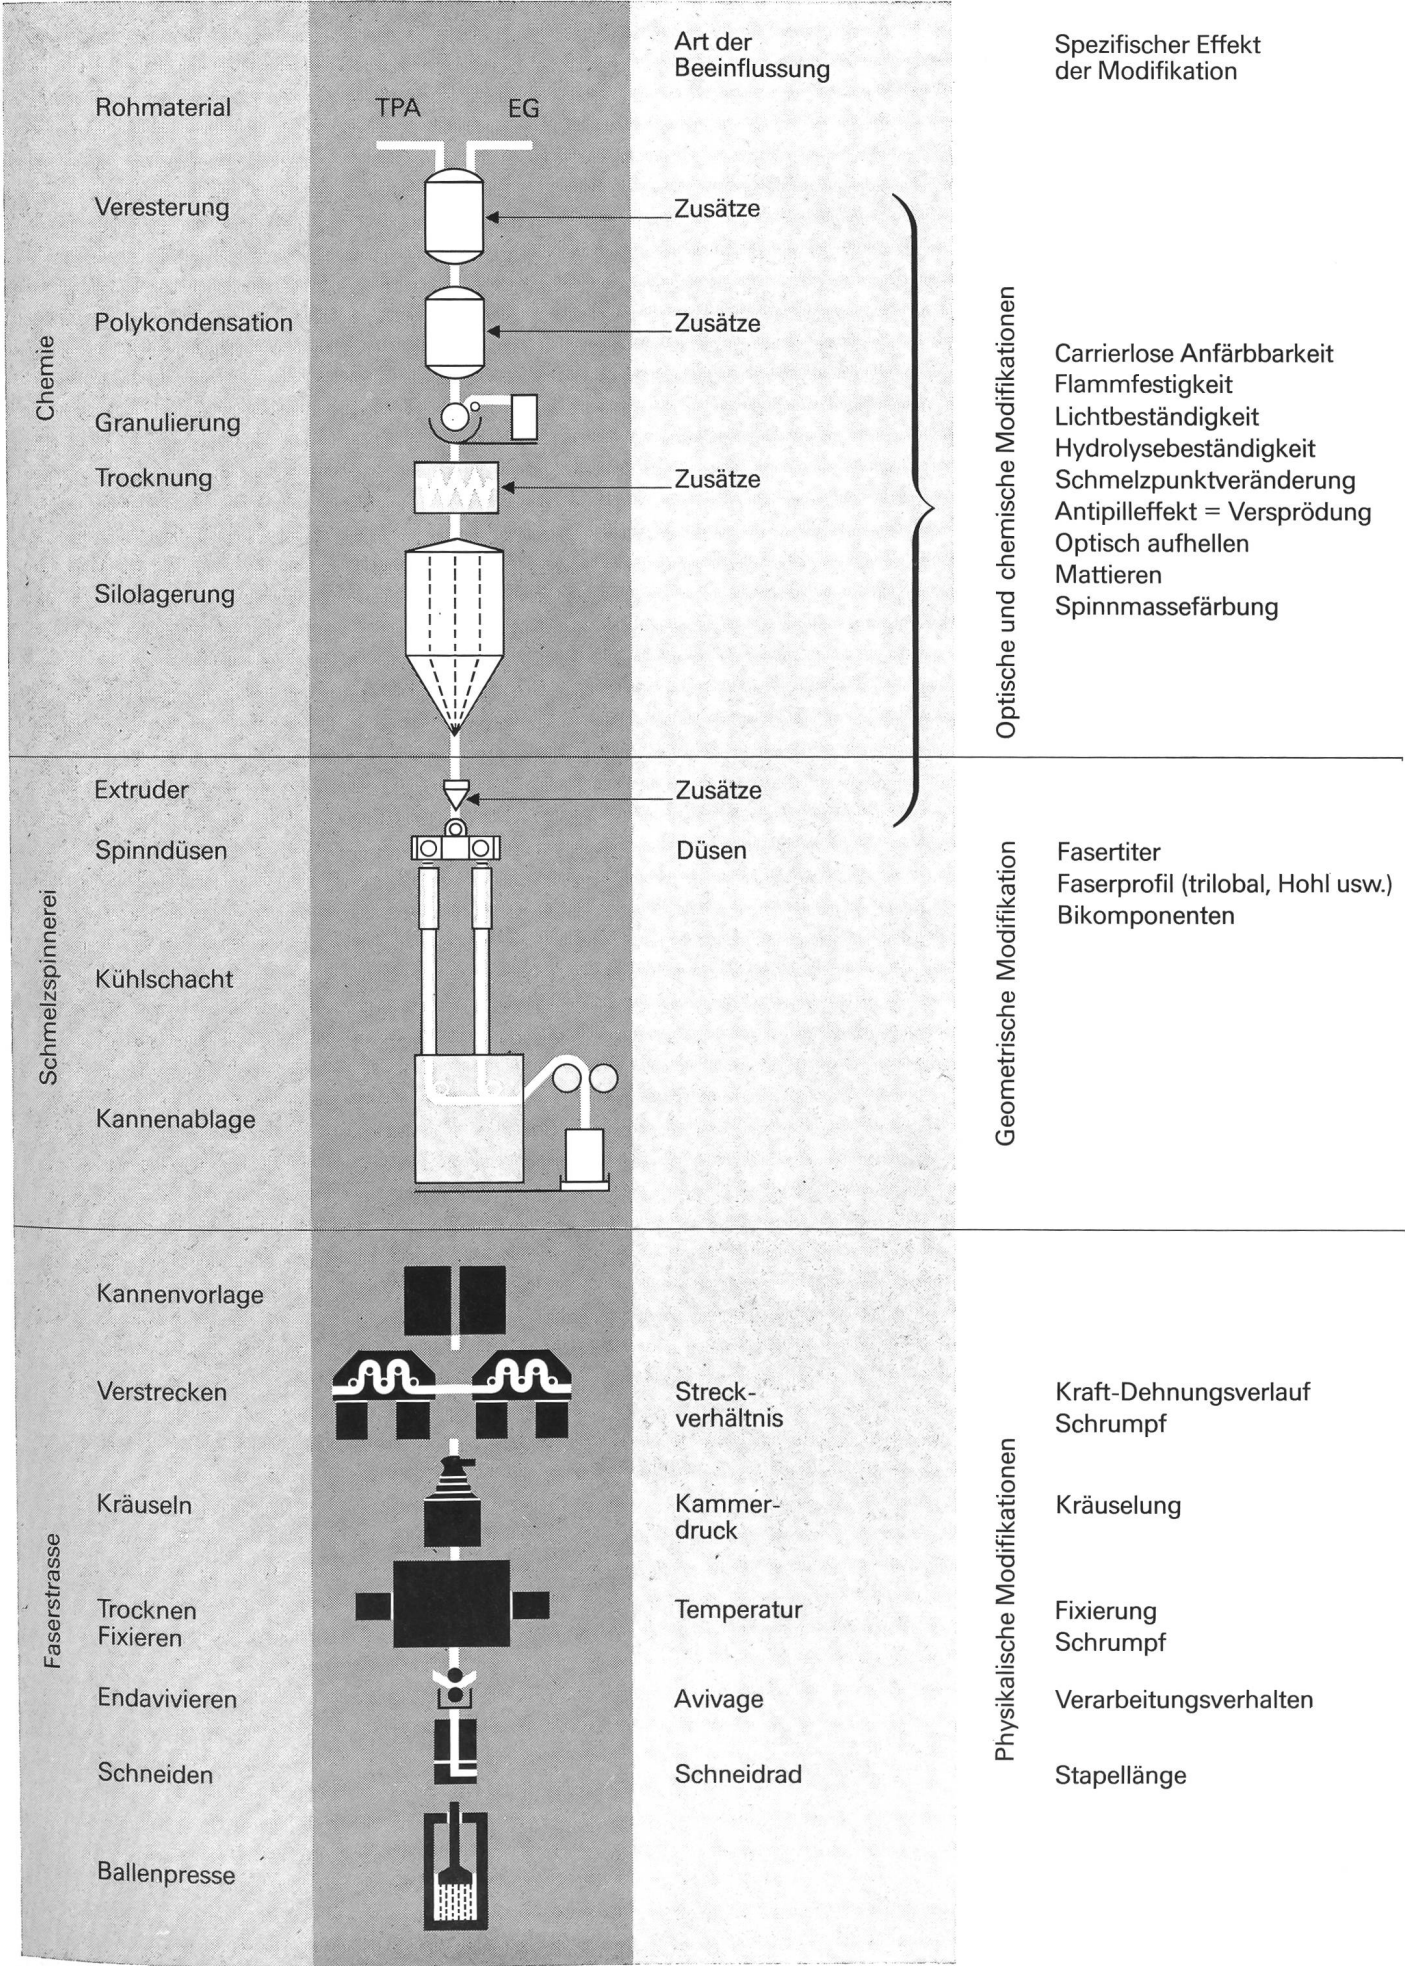 Art der
Beeinflussung
Spezifischer Effekt
der Modifikation
Rohmaterial
TPA
EG
Chemie
Veresterung
Zusätze
Polykondensation
Zusätze
Granulierung
Trocknung
Zusätze
Silolagerung
Optische und chemische Modifikationen
Carrierlose Anfärbbarkeit
Flammfestigkeit
Lichtbeständigkeit
Hydrolysebeständigkeit
Schmelzpunktveränderung
Antipilleffekt = Versprödung
Optisch aufhellen
Mattieren
Spinnmassefärbung
Schmelzspinnerei
Extruder
Zusätze
Spinndüsen
Düsen
Kühlschacht
Kannenablage
Geometrische Modifikation
Fasertiter
Faserprofil (trilobal, Hohl usw.)
Bikomponenten
Faserstrasse
Kannenvorlage
Verstrecken
Streck-
verhältnis
Physikalische Modifikationen
Kraft-Dehnungsverlauf
Schrumpf
Kräuseln
Kammer-
druck
Kräuselung
Trocknen
Fixieren
Temperatur
Fixierung
Schrumpf
Endavivieren
Avivage
Verarbeitungsverhalten
Schneiden
Schneidrad
Stapellänge
Ballenpresse